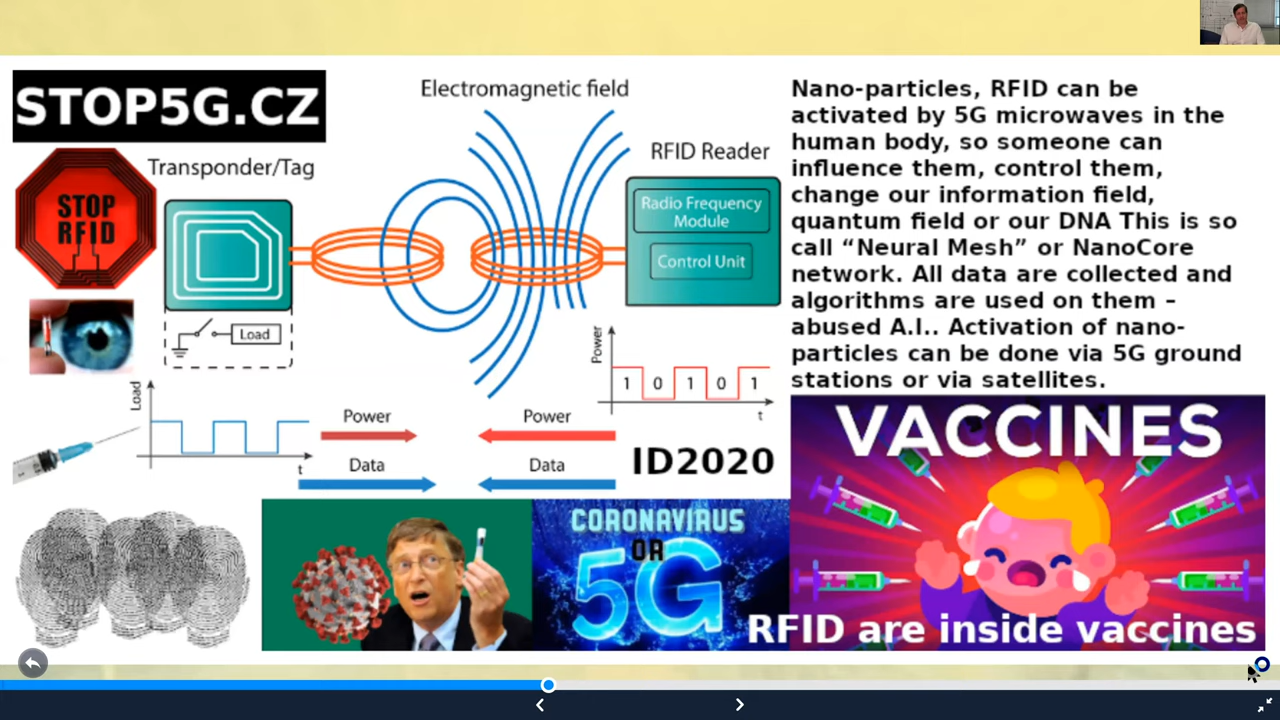 STOP5G.CZ
STOP
RFID
Transponder/Tag
Load
Electromagnetic field
RFID Reader
Radio Frequency
Module
Control Unit
Load
t
Power
1 0 1 0 1
t
Power
Data
Power
Data
ID2020
Nano-particles, RFID can be
activated by 5G microwaves in the
human body, so someone can
influence them, control them,
change our information field,
quantum field or our DNA This is so
call “Neural Mesh” or NanoCore
network. All data are collected and
algorithms are used on them –
abused A.I.. Activation of nano-
particles can be done via 5G ground
stations or via satellites.
CORONAVIRUS
OR
5G
VACCINES
RFID are inside vaccines